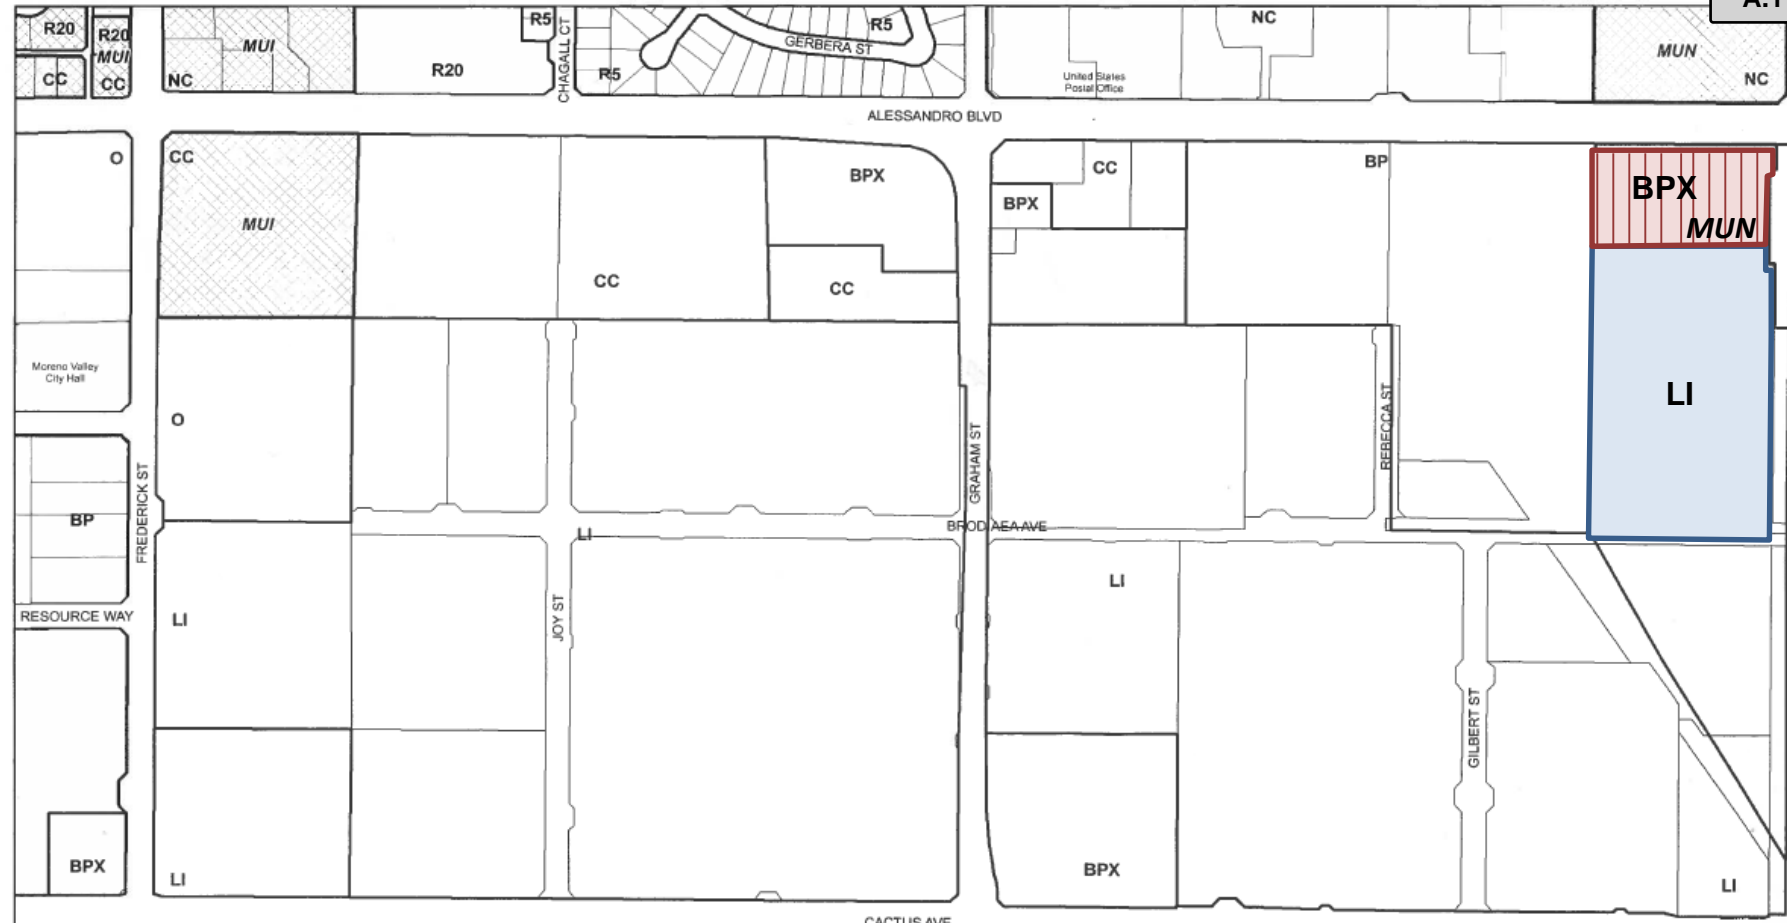 R20
R20
MUI
CC
CC
MUI
NC
R5
R20
CHAGALL CT
R5
GERBERA ST
R5
NC
United States
Postal Office
MUN
NC
ALESSANDRO BLVD
O
CC
MUI
BPX
CC
CC
CC
BPX
BP
BPX
MUN
LI
Moreno Valley
City Hall
O
FREDERICK ST
BP
GRAHAM ST
REBECCA ST
BRODIAEA AVE
LI
LI
RESOURCE WAY
LI
JOY ST
GILBERT ST
BPX
LI
BPX
LI
CACTUS AVE